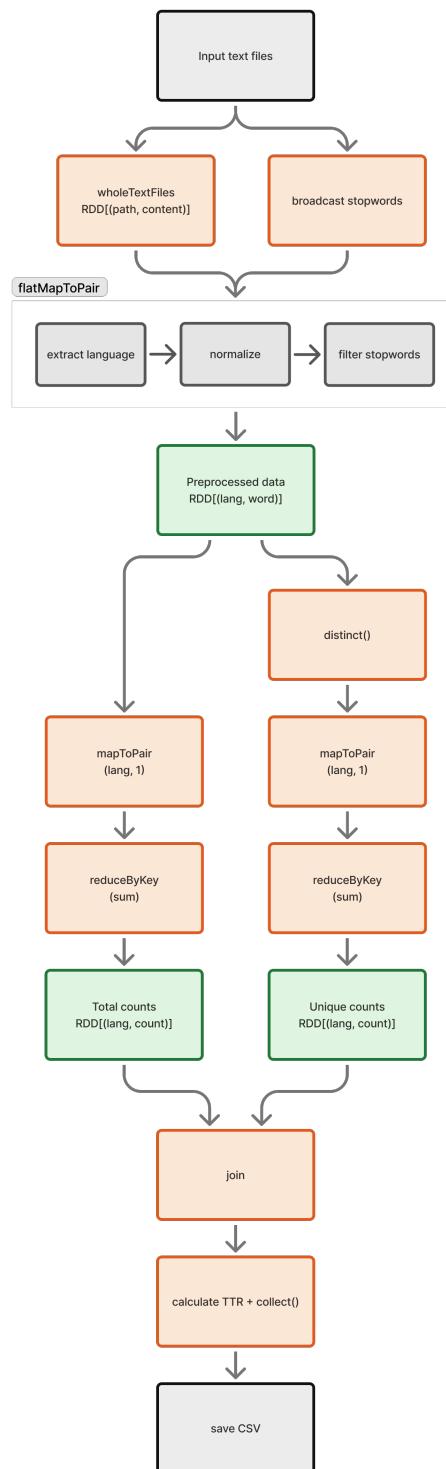 Input text files
wholeTextFiles
RDD[(path, content)]
broadcast stopwords
flatMapToPair
extract language
normalize
filter stopwords
Preprocessed data
RDD[(lang, word)]
distinct()
mapToPair
(lang, 1)
mapToPair
(lang, 1)
reduceByKey
(sum)
reduceByKey
(sum)
Total counts
RDD[(lang, count)]
Unique counts
RDD[(lang, count)]
join
calculate TTR + collect()
save CSV